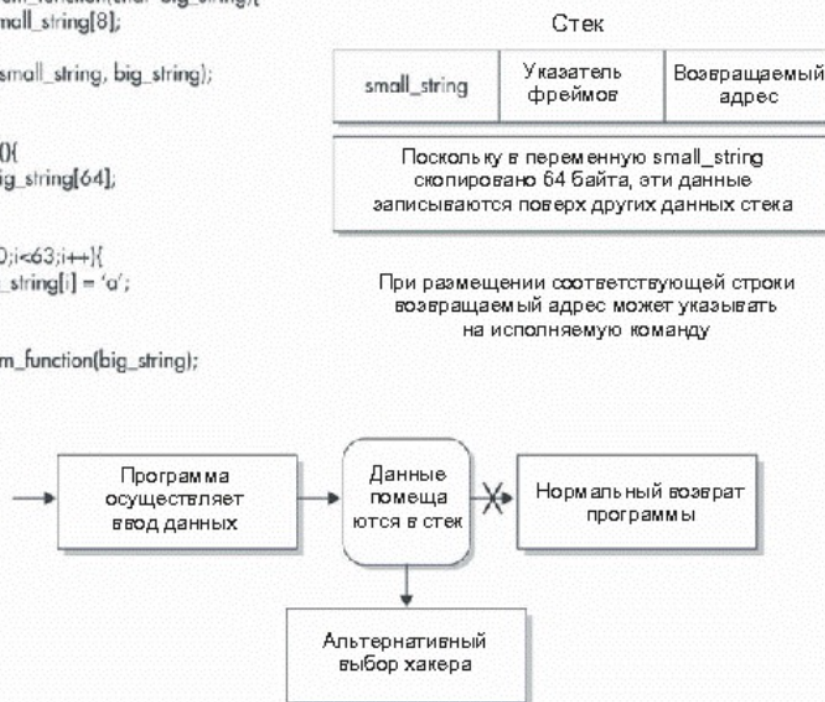 mall_string[8];
small_string, big_string);
(){
ig_string[64];
0;i<63;i++){
_string[i] = 'a';
m_function(big_string);
Стек
small_string
Указатель
фреймов
Возвращаемый
адрес
Поскольку в переменную small_string
скопировано 64 байта, эти данные
записываются поверх других данных стека
При размещении соответствующей строки
возвращаемый адрес может указывать
на исполняемую команду
Программа
осуществляет
ввод данных
Данные
помеща
ются в стек
Нормальный возврат
программы
Альтернативный
выбор хакера